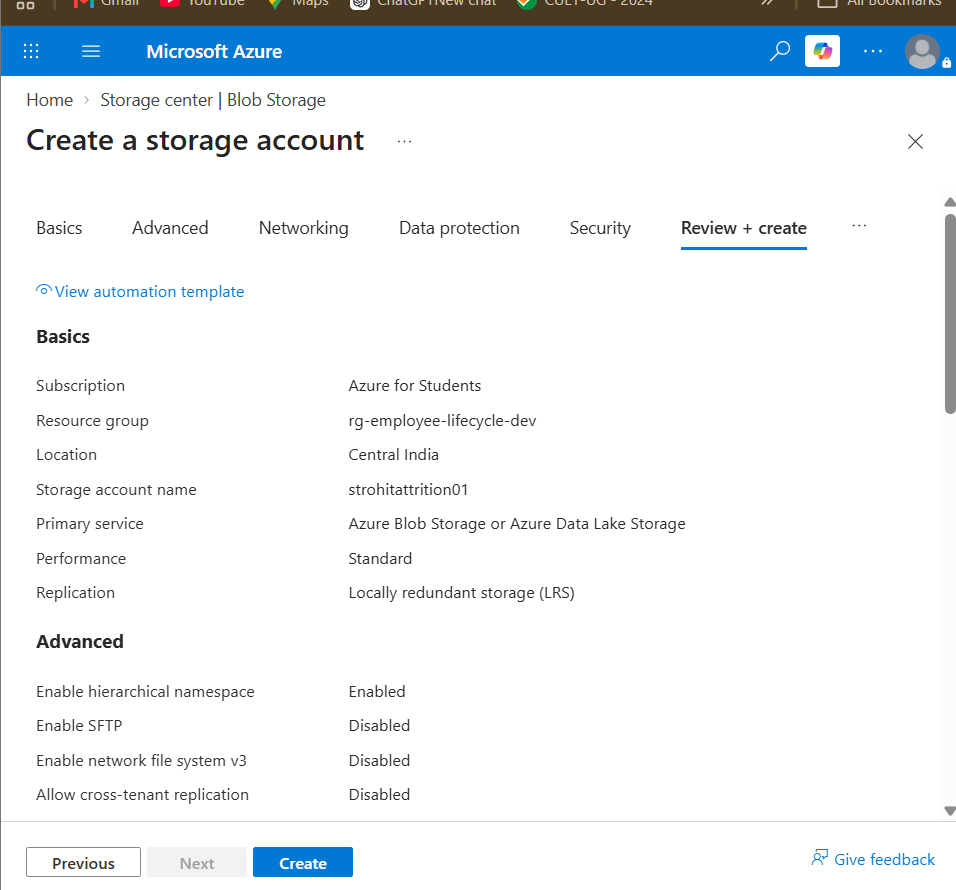 Gmail YouTube Maps ChatGPTNew chat CUET-UG - 2024 All Bookmarks
Microsoft Azure
Home > Storage center | Blob Storage
Create a storage account ...
Basics Advanced Networking Data protection Security Review + create ...
View automation template
Basics
Subscription Azure for Students
Resource group rg-employee-lifecycle-dev
Location Central India
Storage account name strohitattrition01
Primary service Azure Blob Storage or Azure Data Lake Storage
Performance Standard
Replication Locally redundant storage (LRS)
Advanced
Enable hierarchical namespace Enabled
Enable SFTP Disabled
Enable network file system v3 Disabled
Allow cross-tenant replication Disabled
Previous Next Create Give feedback